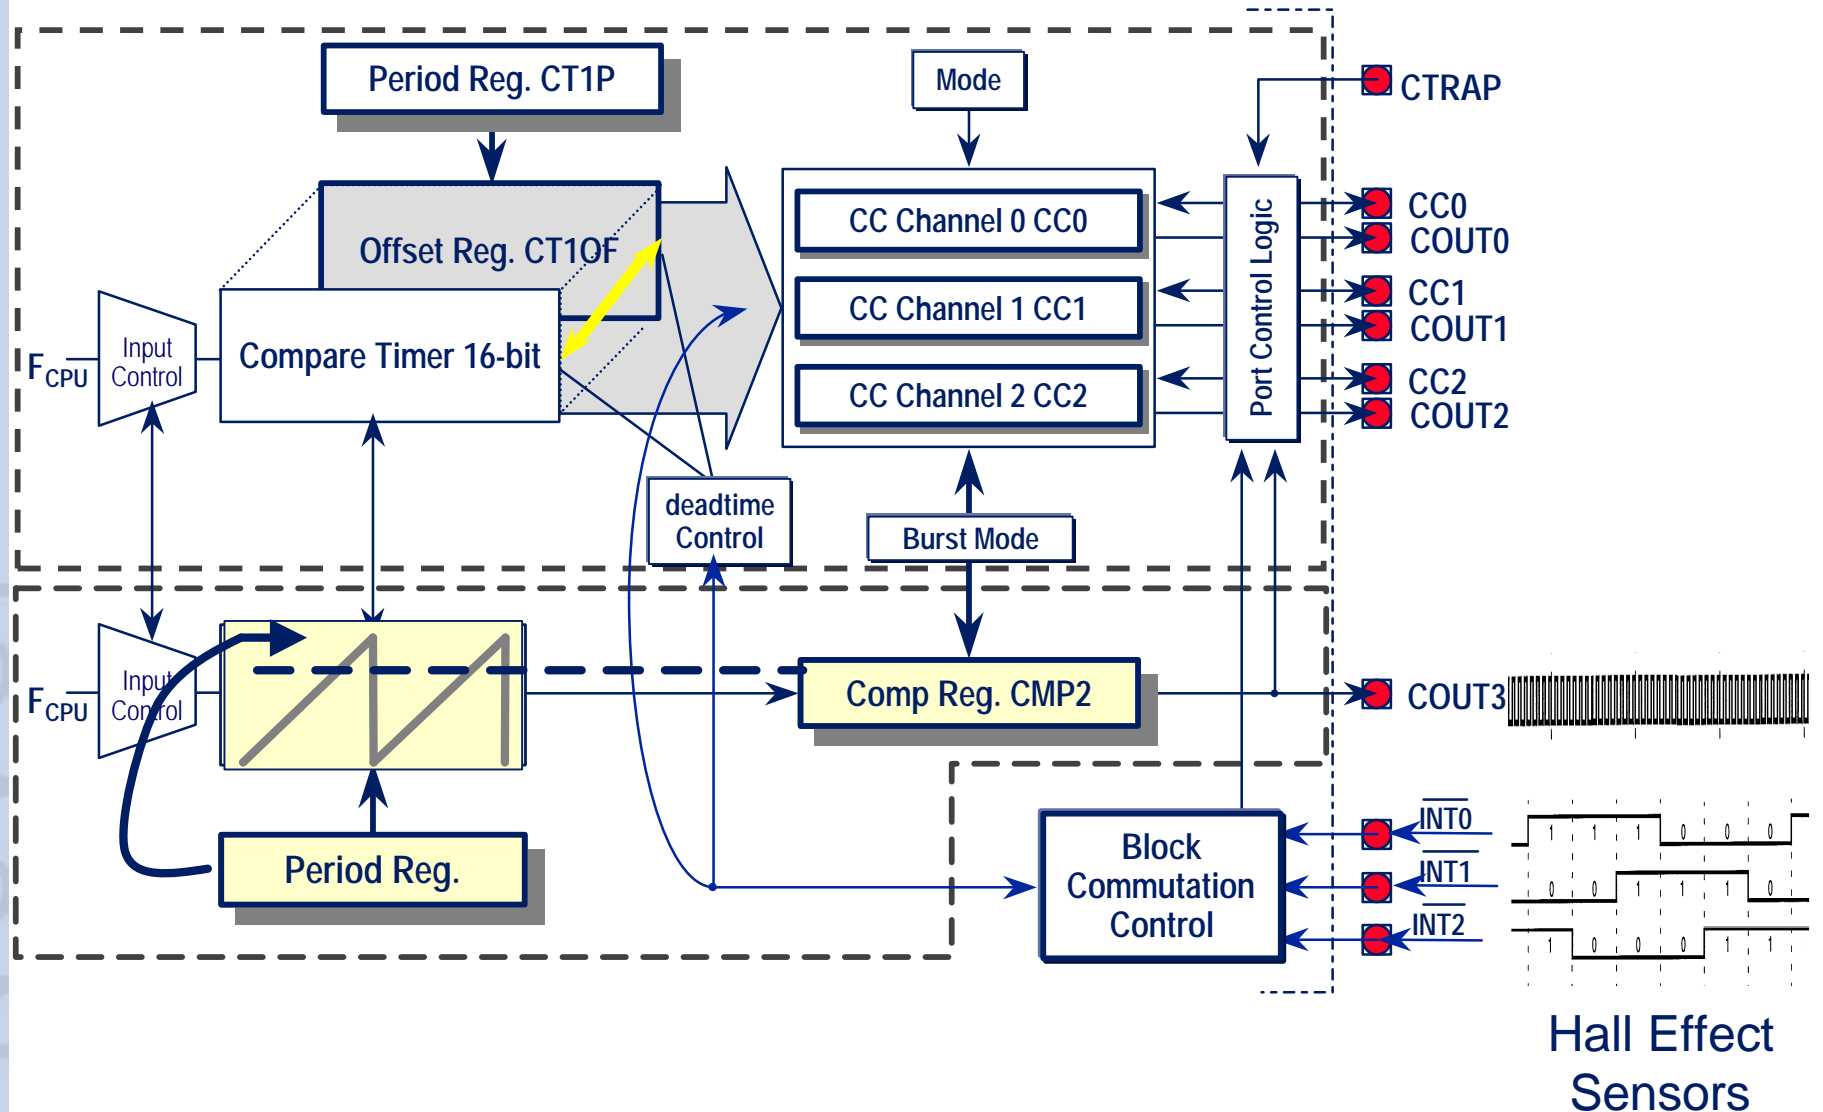 Period Reg. CT1P
Mode
CTRAP
Offset Reg. CT1OF
CC Channel 0 CC0
CC Channel 1 CC1
CC Channel 2 CC2
Port Control Logic
CC0
COUT0
CC1
COUT1
CC2
COUT2
FCPU
Input
Control
Compare Timer 16-bit
deadtime
Control
Burst Mode
FCPU
Input
Control
Comp Reg. CMP2
COUT3
Period Reg.
Block
Commutation
Control
INT0
INT1
INT2
1 1 1 0 0 0
0 0 1 1 1 0
1 0 0 0 1 1
Hall Effect
Sensors